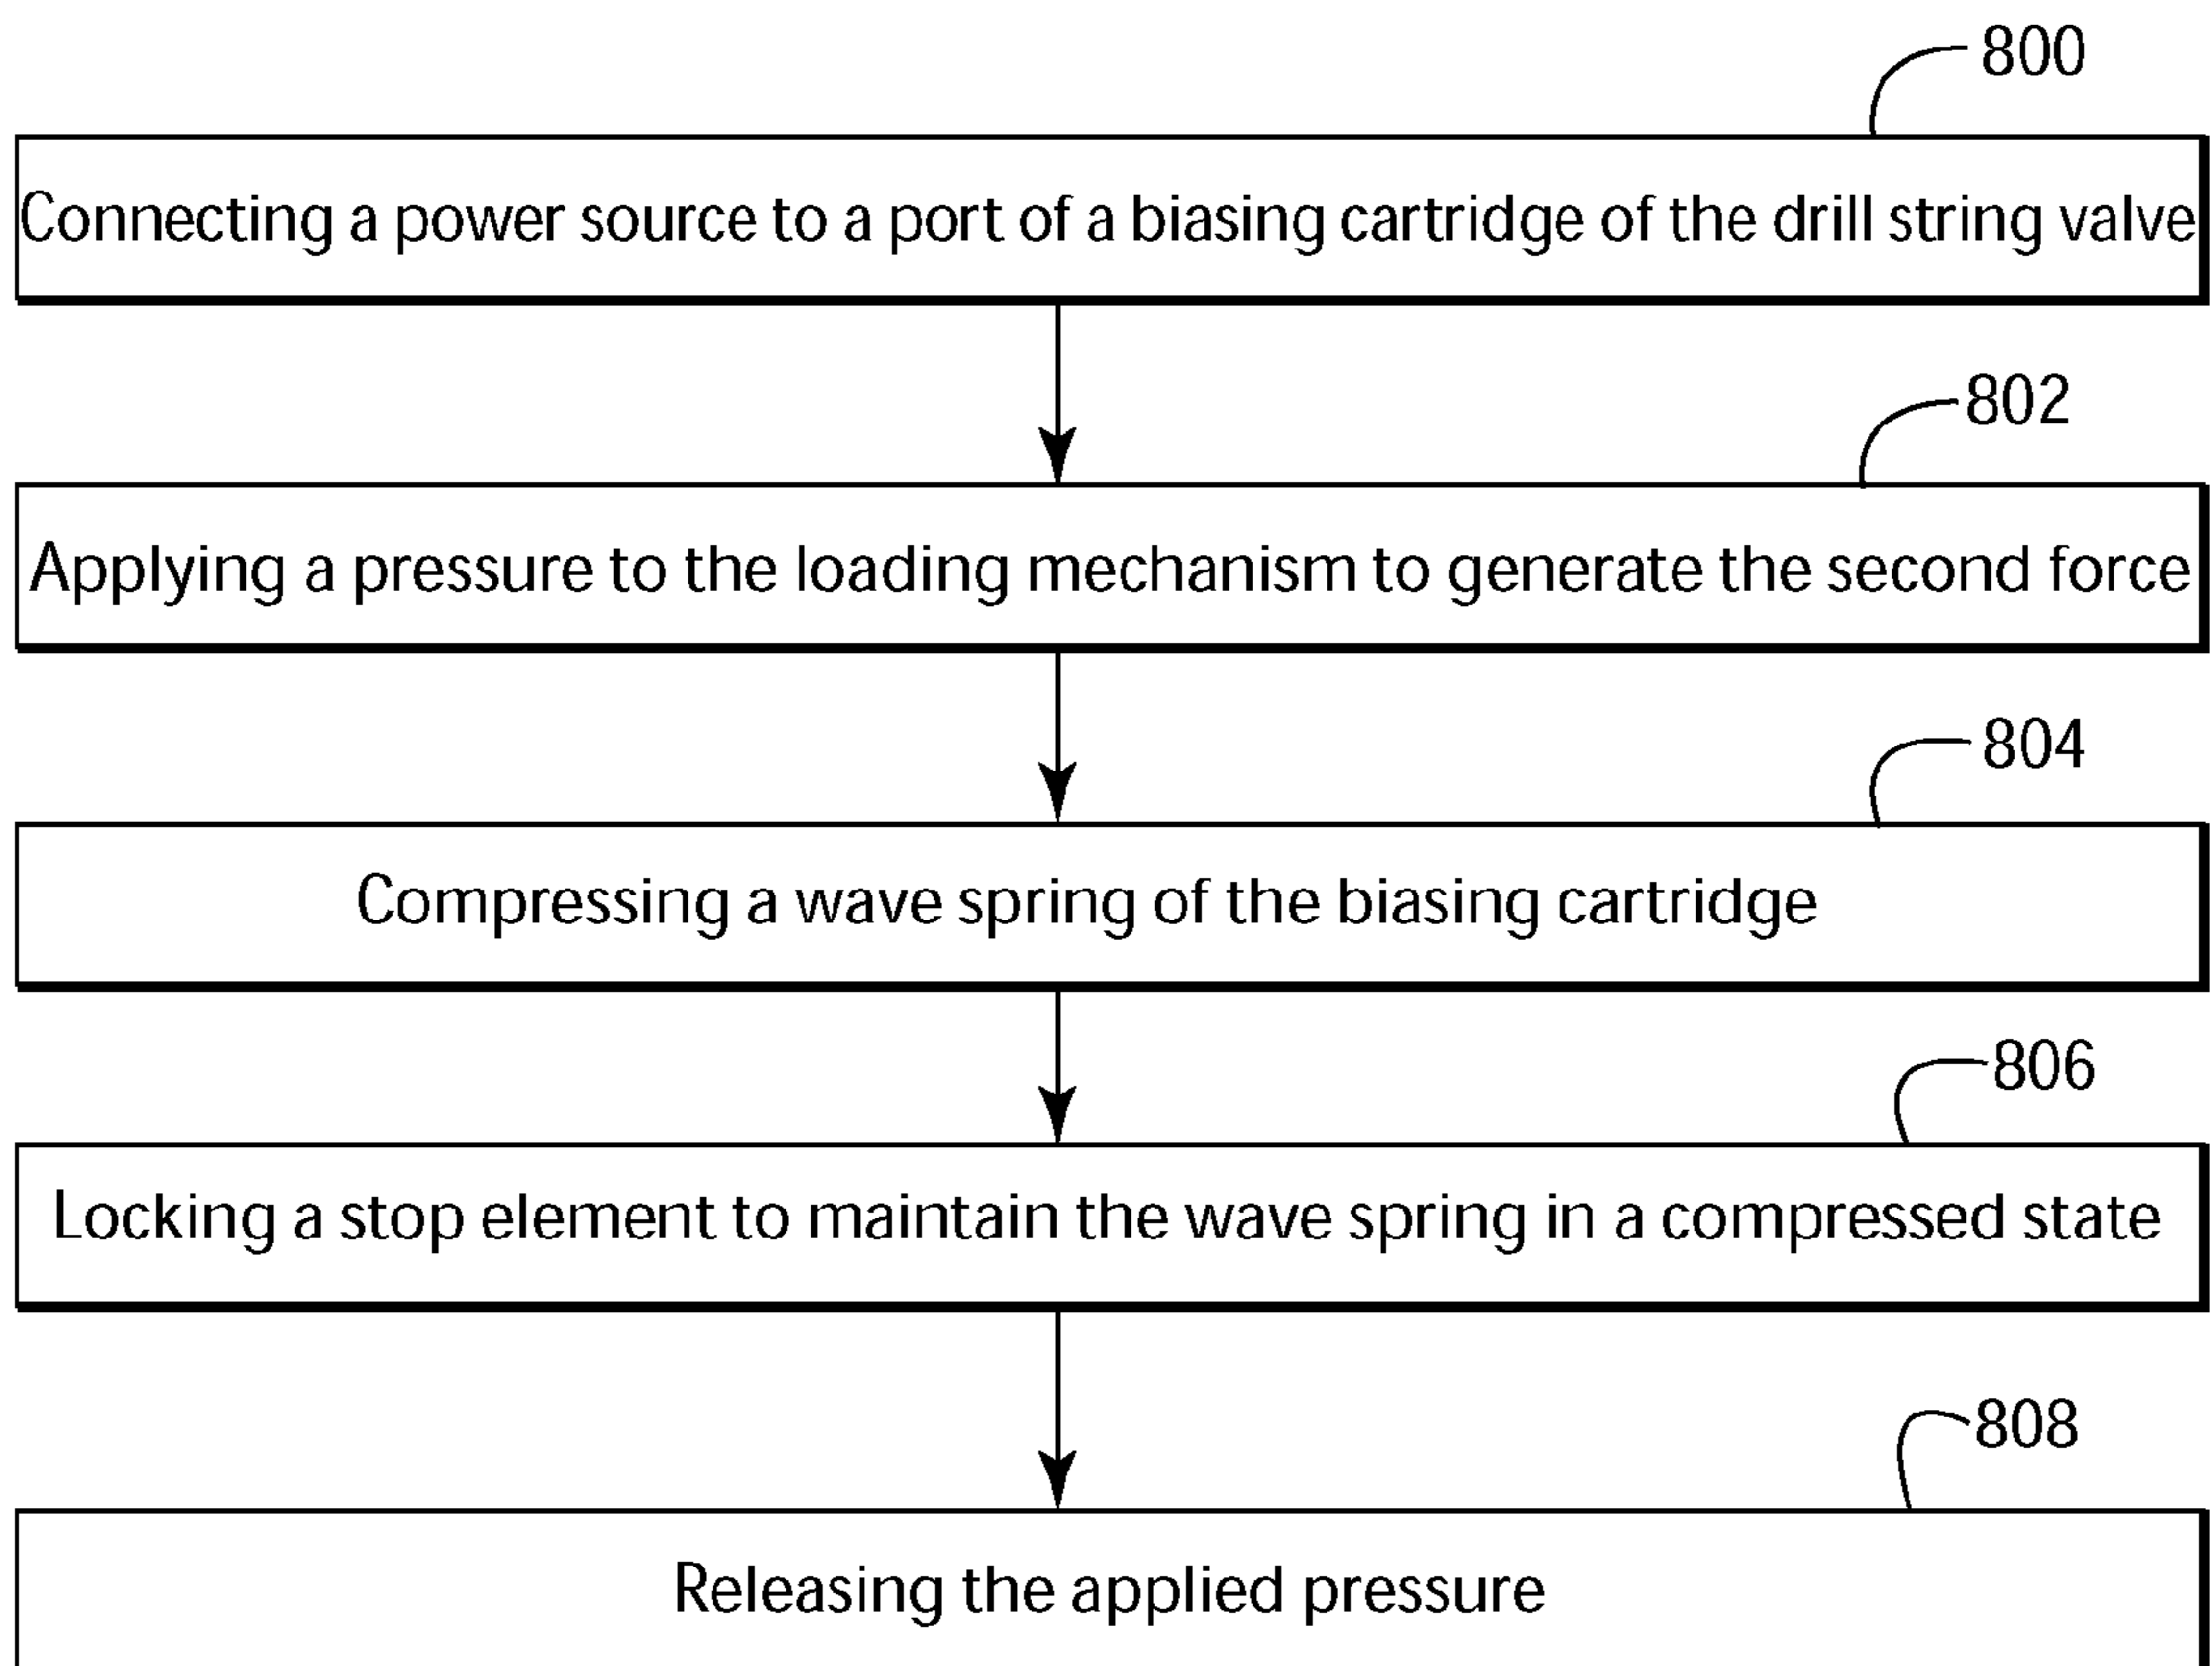 800
Connecting a power source to a port of a biasing cartridge of the drill string valve
802
Applying a pressure to the loading mechanism to generate the second force
804
Compressing a wave spring of the biasing cartridge
806
Locking a stop element to maintain the wave spring in a compressed state
808
Releasing the applied pressure